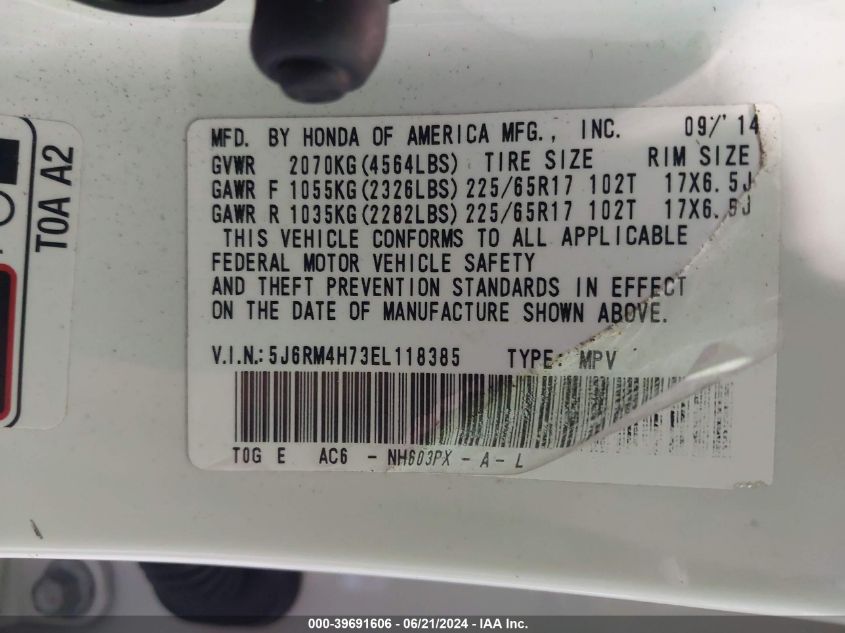 MFD. BY HONDA OF AMERICA MFG., INC. 09/'14
GVWR 2070KG(4564LBS) TIRE SIZE RIM SIZE
GAWR F 1055KG(2326LBS) 225/65R17 102T 17X6.5J
GAWR R 1035KG(2282LBS) 225/65R17 102T 17X6.5J
THIS VEHICLE CONFORMS TO ALL APPLICABLE
FEDERAL MOTOR VEHICLE SAFETY
AND THEFT PREVENTION STANDARDS IN EFFECT
ON THE DATE OF MANUFACTURE SHOWN ABOVE.
V.I.N.:5J6RM4H73EL118385 TYPE: MPV
T0G E AC6 - NH603PX - A - L
T0A A2
000-39691606 / 06/21/2024 - IAA Inc.